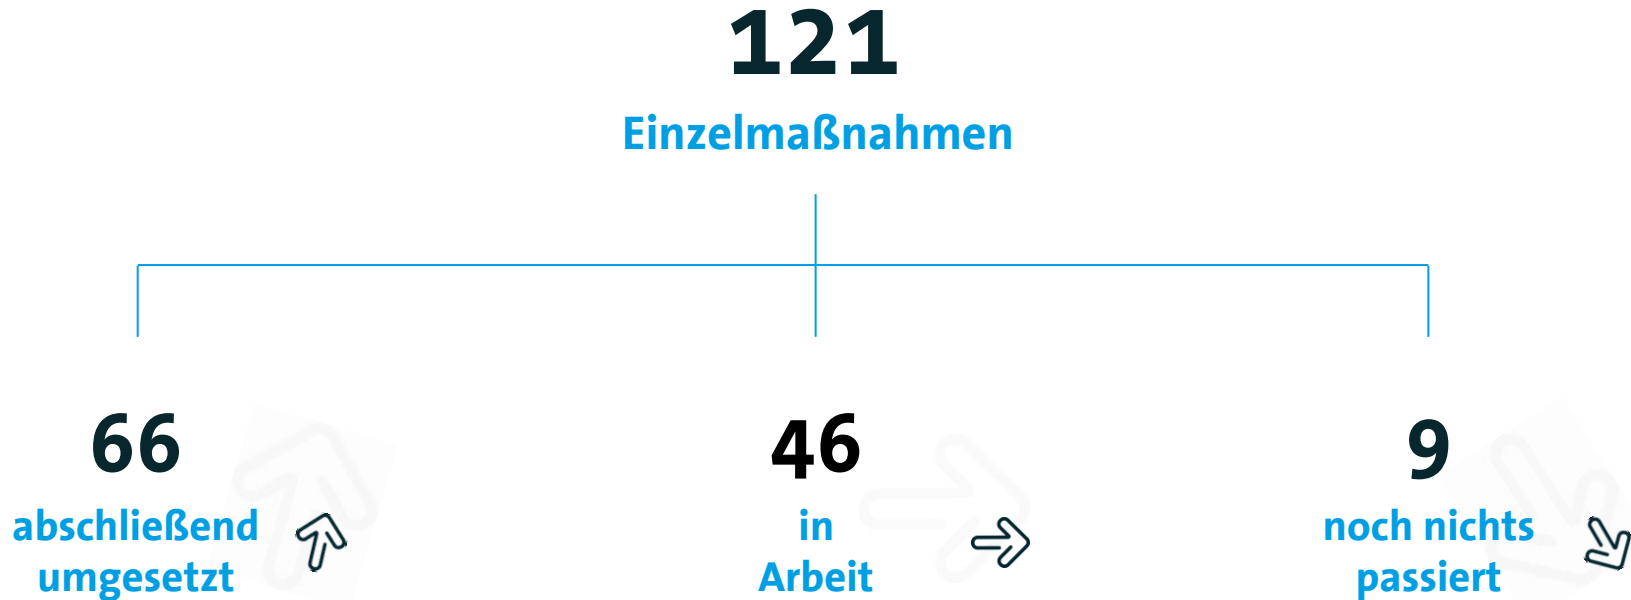 121
Einzelmaßnahmen
66
abschließend
umgesetzt
46
in
Arbeit
9
noch nichts
passiert